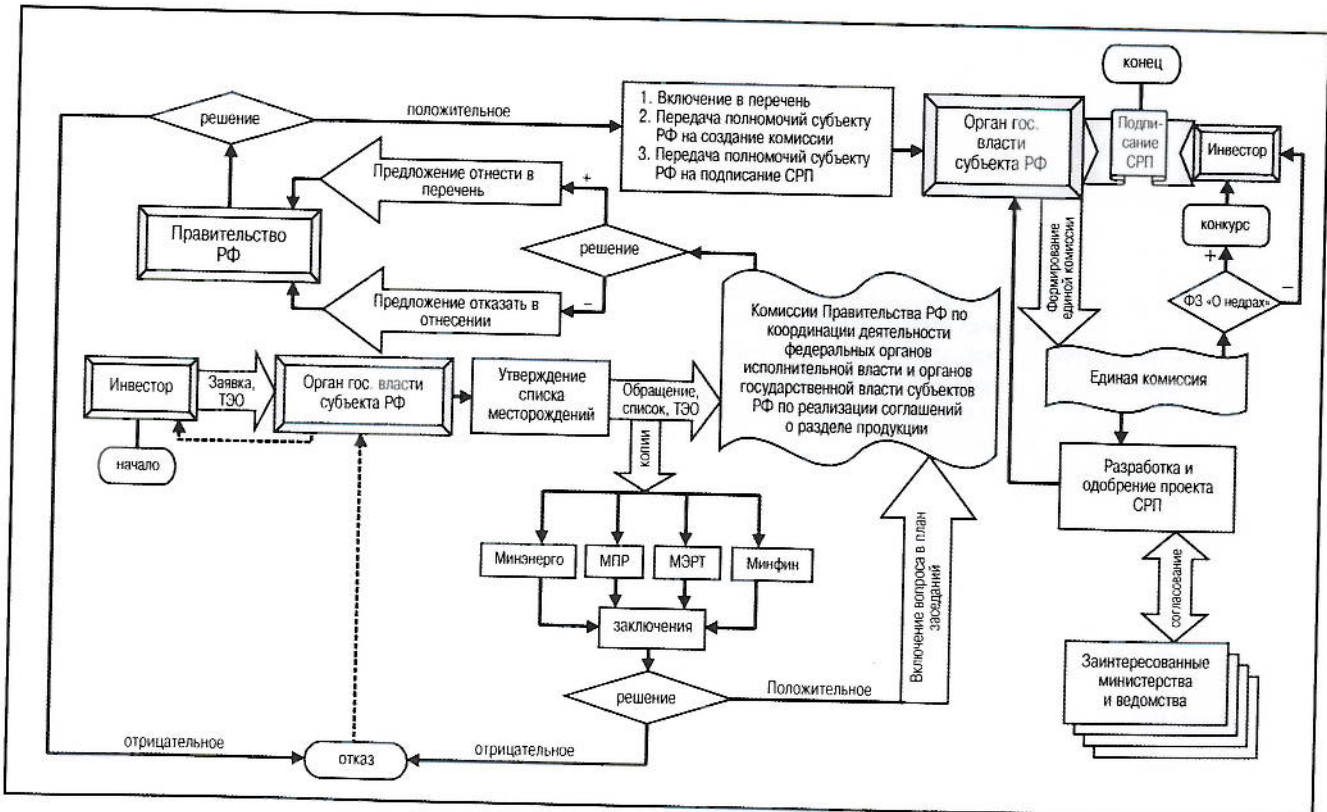 конец
решение
положительное
1. Включение в перечень
2. Передача полномочий субъекту
РФ на создание комиссии
3. Передача полномочий субъекту
РФ на подписание СРП
Орган гос.
власти
субъекта РФ
Подпи-
сание
СРП
Инвестор
Предложение отнести в
перечень
+
Правительство
РФ
решение
конкурс
Формирование
единой комиссии
+
−
ФЗ «О недрах»
−
Предложение отказать в
отнесении
Комиссии Правительства РФ по
координации деятельности
федеральных органов
исполнительной власти и органов
государственной власти субъектов
РФ по реализации соглашений
о разделе продукции
Единая комиссия
Инвестор
Заявка,
ТЭО
Орган гос. власти
субъекта РФ
Утверждение
списка
месторождений
Обращение,
список, ТЭО
копии
начало
Разработка и
одобрение проекта
СРП
Минэнерго
МПР
МЭРТ
Минфин
Включение вопроса в план
заседаний
согласование
заключения
решение
Положительное
Заинтересованные
министерства
и ведомства
отрицательное
отказ
отрицательное